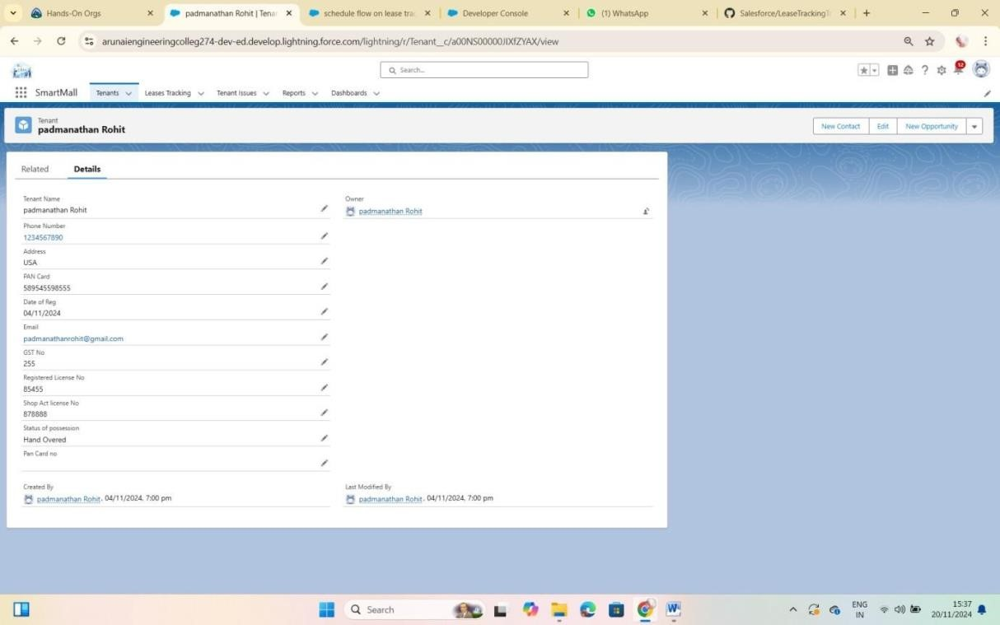 Hands-On Orgs
padmanathan Rohit | Tenan
schedule flow on lease trac
Developer Console
(1) WhatsApp
Salesforce/LeaseTrackingT
arunaiengineeringcolleg274-dev-ed.develop.lightning.force.com/lightning/r/Tenant__c/a00NS00000JIXfZYAX/view
Search...
12
SmartMall Tenants Leases Tracking Tenant Issues Reports Dashboards
Tenant
padmanathan Rohit
New Contact Edit New Opportunity
Related Details
Tenant Name
padmanathan Rohit
Owner
padmanathan Rohit
Phone Number
1234567890
Address
USA
PAN Card
589545598555
Date of Reg
04/11/2024
Email
padmanathanrohit@gmail.com
GST No
255
Registered License No
85455
Shop Act license No
878888
Status of possession
Hand Overed
Pan Card no
Created By
padmanathan Rohit, 04/11/2024, 7:00 pm
Last Modified By
padmanathan Rohit, 04/11/2024, 7:00 pm
Search
ENG
IN
15:37
20/11/2024